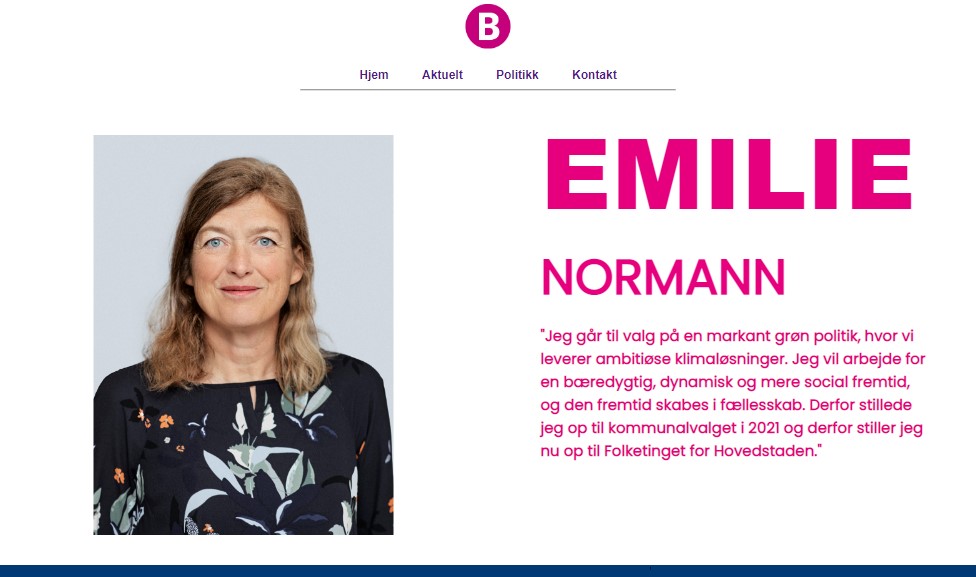 B
Hjem Aktuelt Politikk Kontakt
EMILIE
NORMANN
"Jeg går til valg på en markant grøn politik, hvor vi
leverer ambitiøse klimaløsninger. Jeg vil arbejde for
en bæredygtig, dynamisk og mere social fremtid,
og den fremtid skabes i fællesskab. Derfor stillede
jeg op til kommunalvalget i 2021 og derfor stiller jeg
nu op til Folketinget for Hovedstaden."